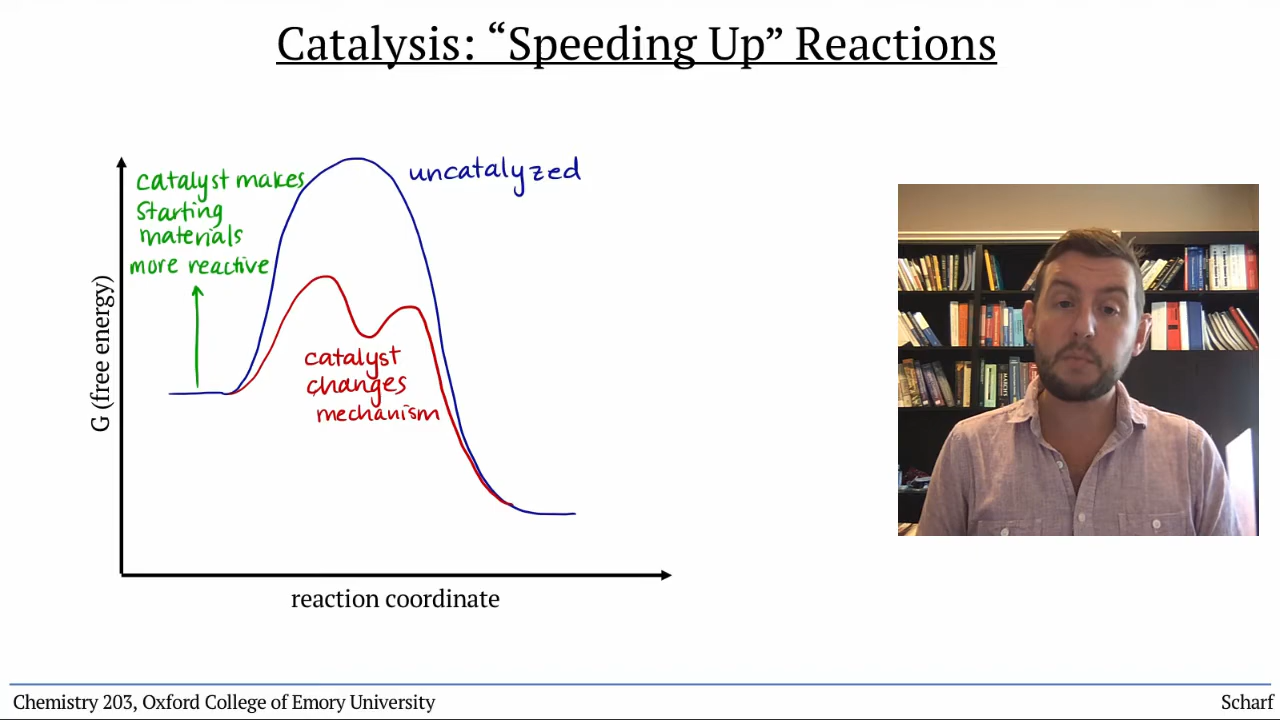 Catalysis: “Speeding Up” Reactions
catalyst makes
starting
materials
more reactive
uncatalyzed
catalyst
changes
mechanism
G (free energy)
reaction coordinate
Chemistry 203, Oxford College of Emory University
Scharf